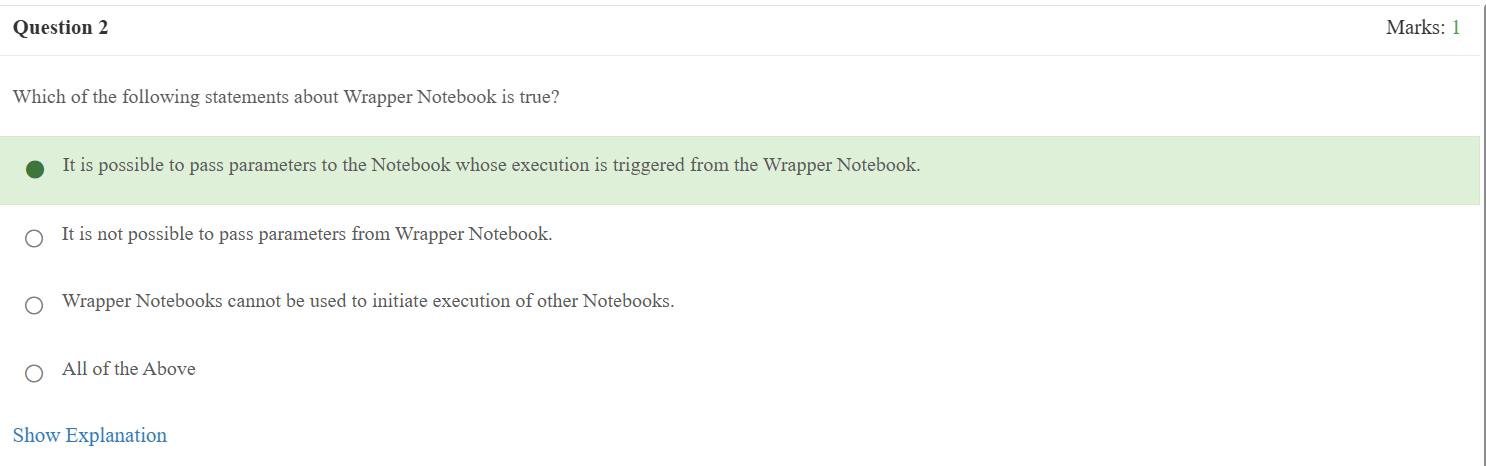 Question 2
Marks: 1
Which of the following statements about Wrapper Notebook is true?
It is possible to pass parameters to the Notebook whose execution is triggered from the Wrapper Notebook.
It is not possible to pass parameters from Wrapper Notebook.
Wrapper Notebooks cannot be used to initiate execution of other Notebooks.
All of the Above
Show Explanation